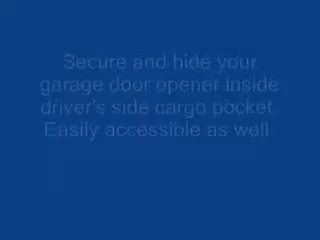 Secure and hide your
garage door opener inside
driver's side cargo pocket.
Easily accessible as well.